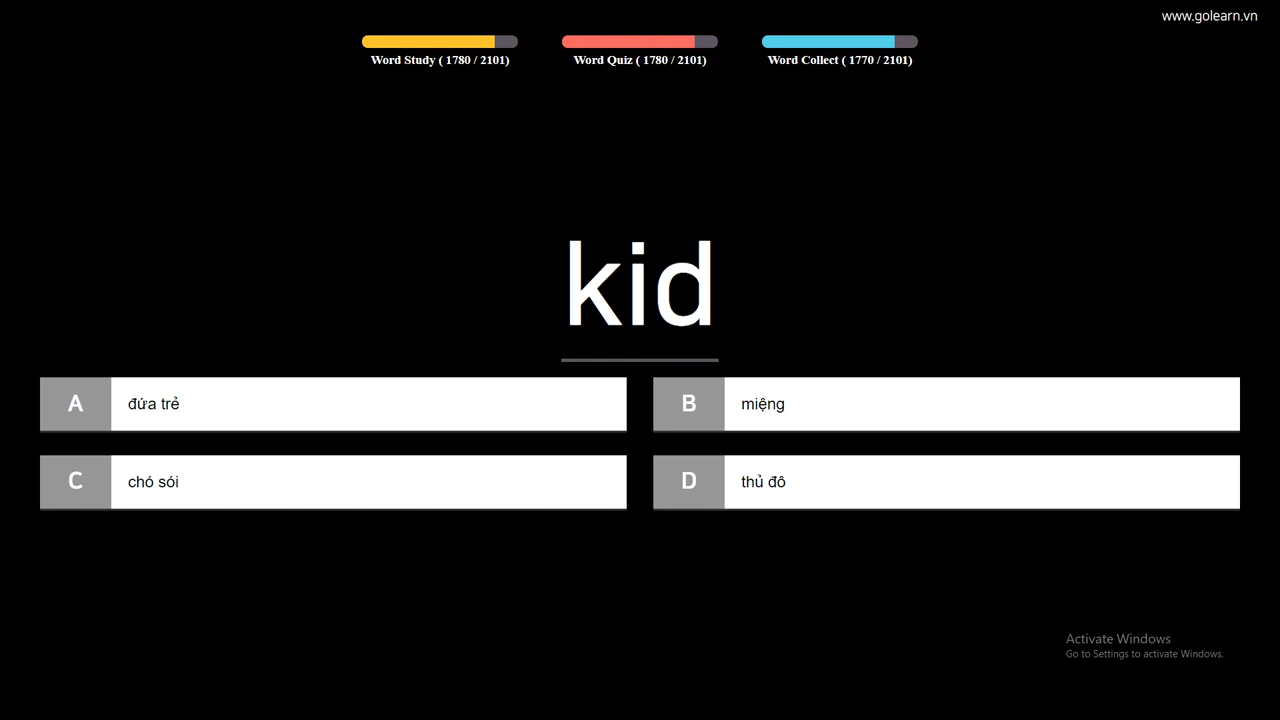 www.golearn.vn
Word Study ( 1780 / 2101)
Word Quiz ( 1780 / 2101)
Word Collect ( 1770 / 2101)
kid
A đứa trẻ
B miệng
C chó sói
D thủ đô
Activate Windows
Go to Settings to activate Windows.